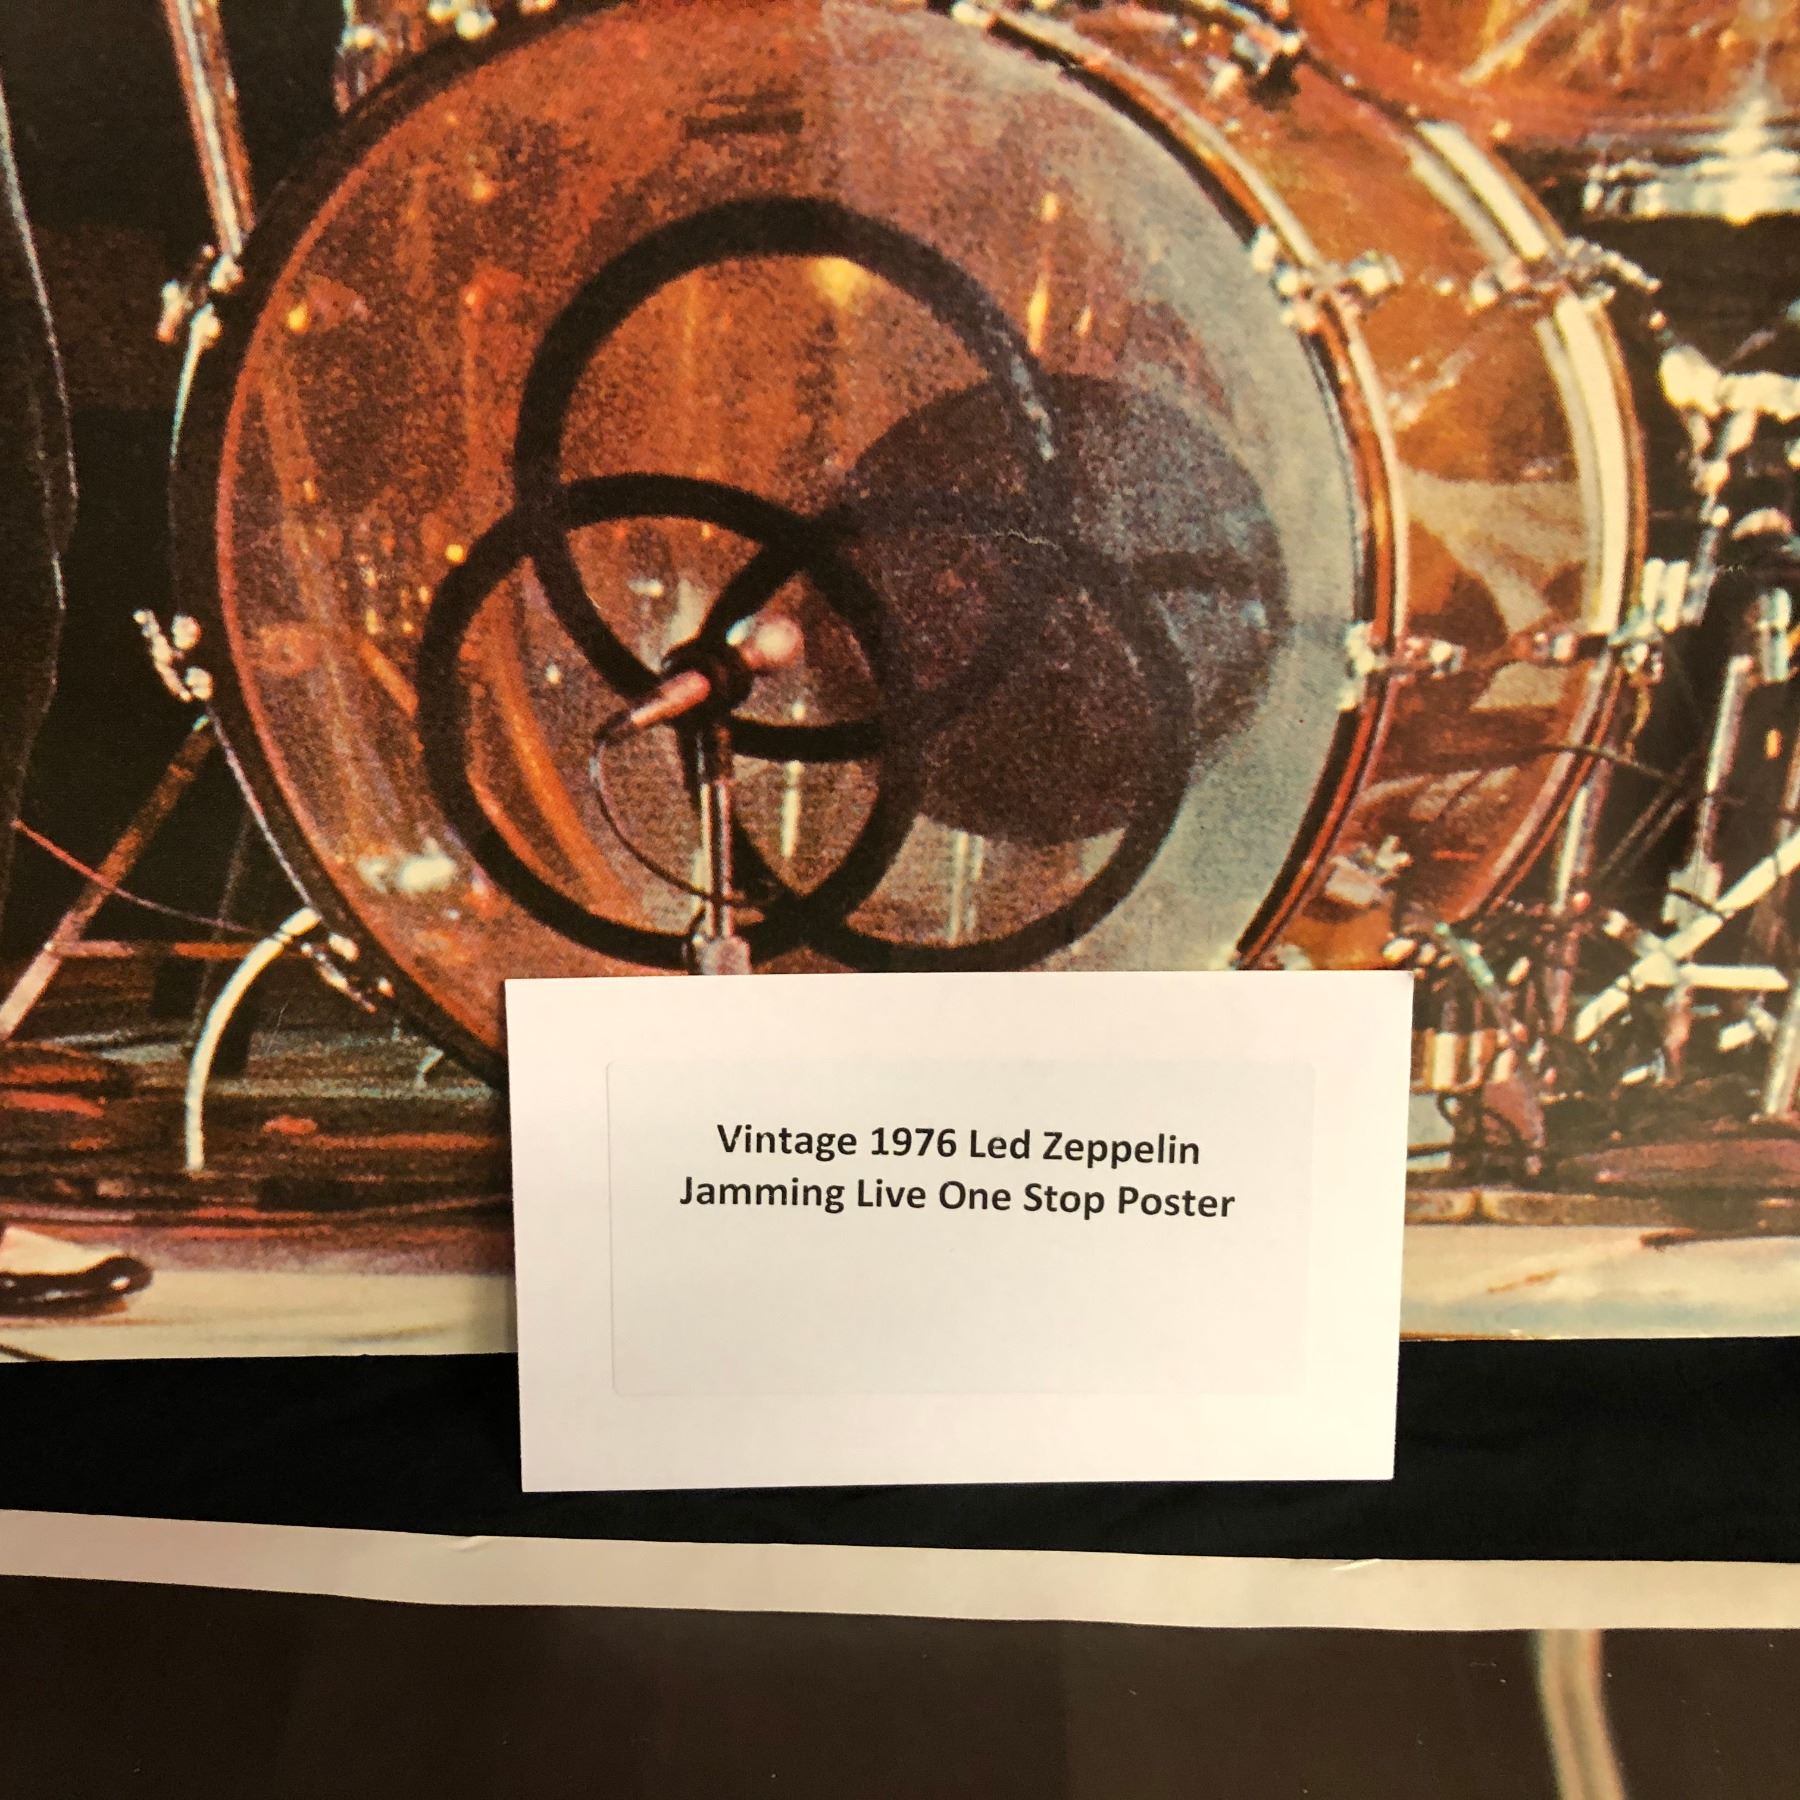 Vintage 1976 Led Zeppelin
Jamming Live One Stop Poster